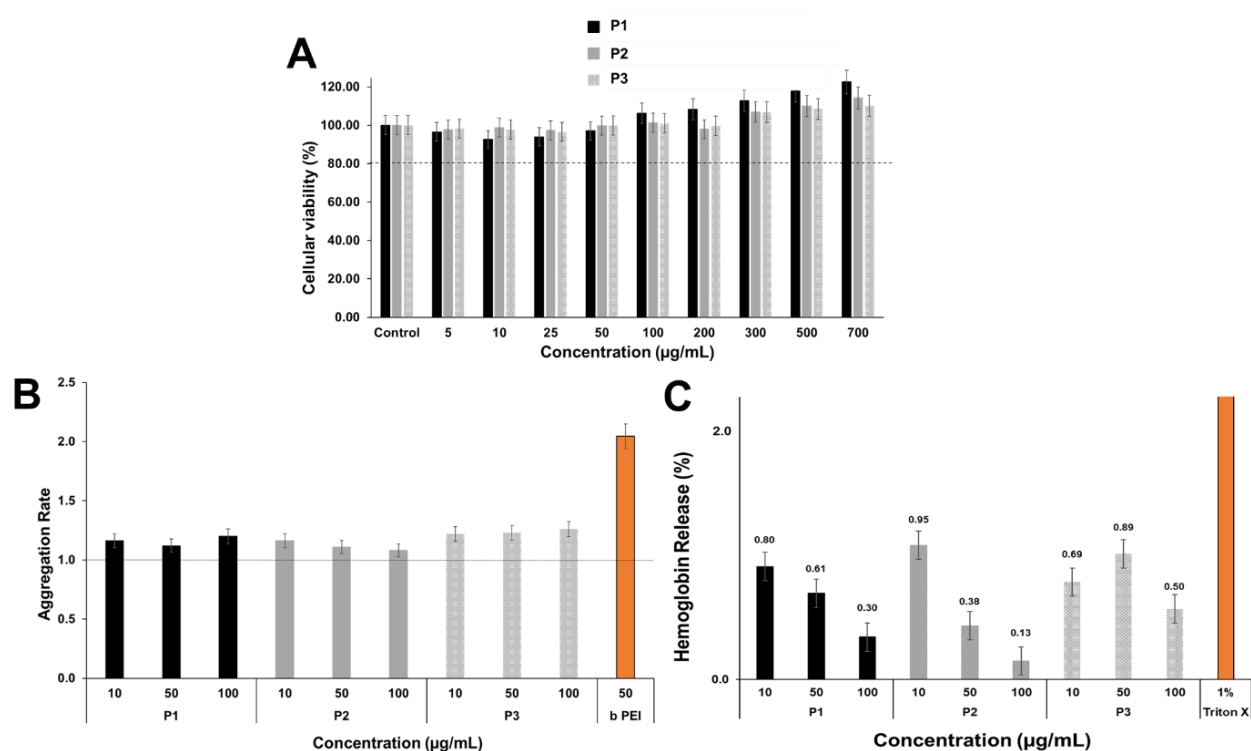 A
P1
P2
P3
Cellular viability (%)
120.00
100.00
80.00
60.00
40.00
20.00
0.00
Control 5 10 25 50 100 200 300 500 700
Concentration (µg/mL)
B
Aggregation Rate
2.5
2.0
1.5
1.0
0.5
0.0
10 50 100 10 50 100 10 50 100 50
P1 P2 P3 b PEI
Concentration (µg/mL)
C
Hemoglobin Release (%)
2.0
0.0
0.80 0.61 0.30 0.95 0.38 0.13 0.69 0.89 0.50
10 50 100 10 50 100 10 50 100 1%
P1 P2 P3 Triton X
Concentration (µg/mL)